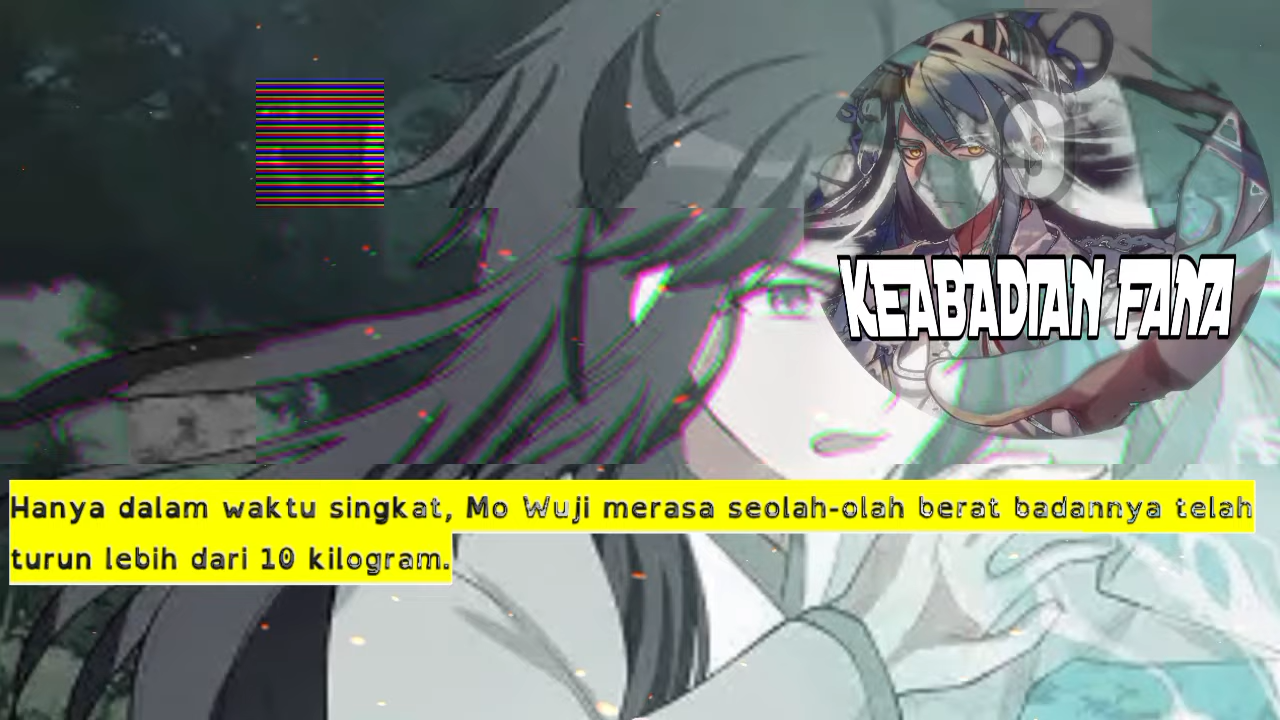 9
KEABADIAN FANA
Hanya dalam waktu singkat, Mo Wuji merasa seolah-olah berat badannya telah
turun lebih dari 10 kilogram.